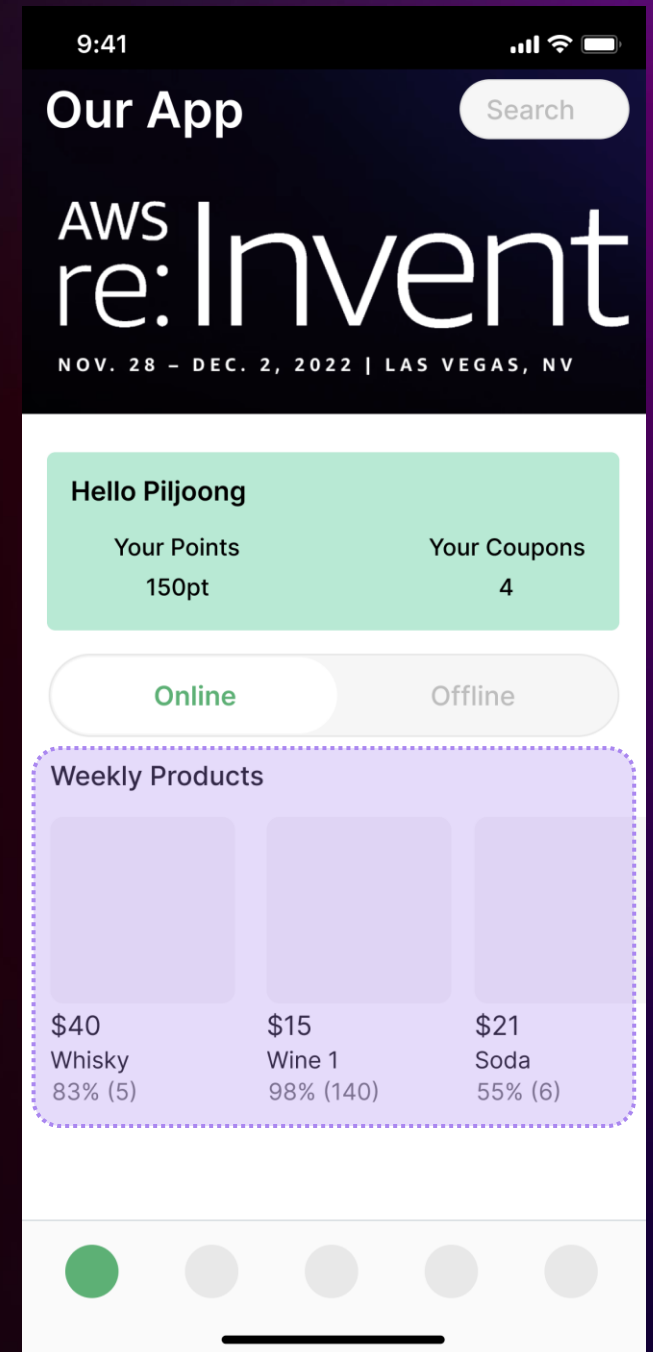 9:41
Our App
Search
AWS
re:Invent
NOV. 28 – DEC. 2, 2022 | LAS VEGAS, NV
Hello Piljoong
Your Points
150pt
Your Coupons
4
Online
Offline
Weekly Products
$40
Whisky
83% (5)
$15
Wine 1
98% (140)
$21
Soda
55% (6)